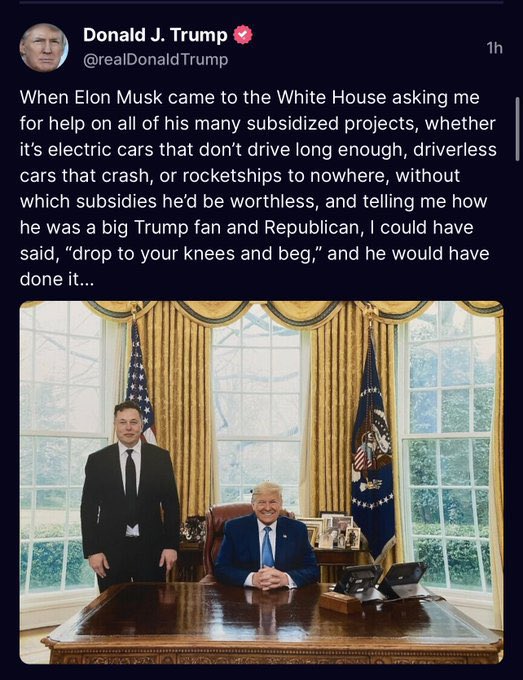 Donald J. Trump
@realDonaldTrump
1h
When Elon Musk came to the White House asking me
for help on all of his many subsidized projects, whether
it’s electric cars that don’t drive long enough, driverless
cars that crash, or rocketships to nowhere, without
which subsidies he’d be worthless, and telling me how
he was a big Trump fan and Republican, I could have
said, “drop to your knees and beg,” and he would have
done it...